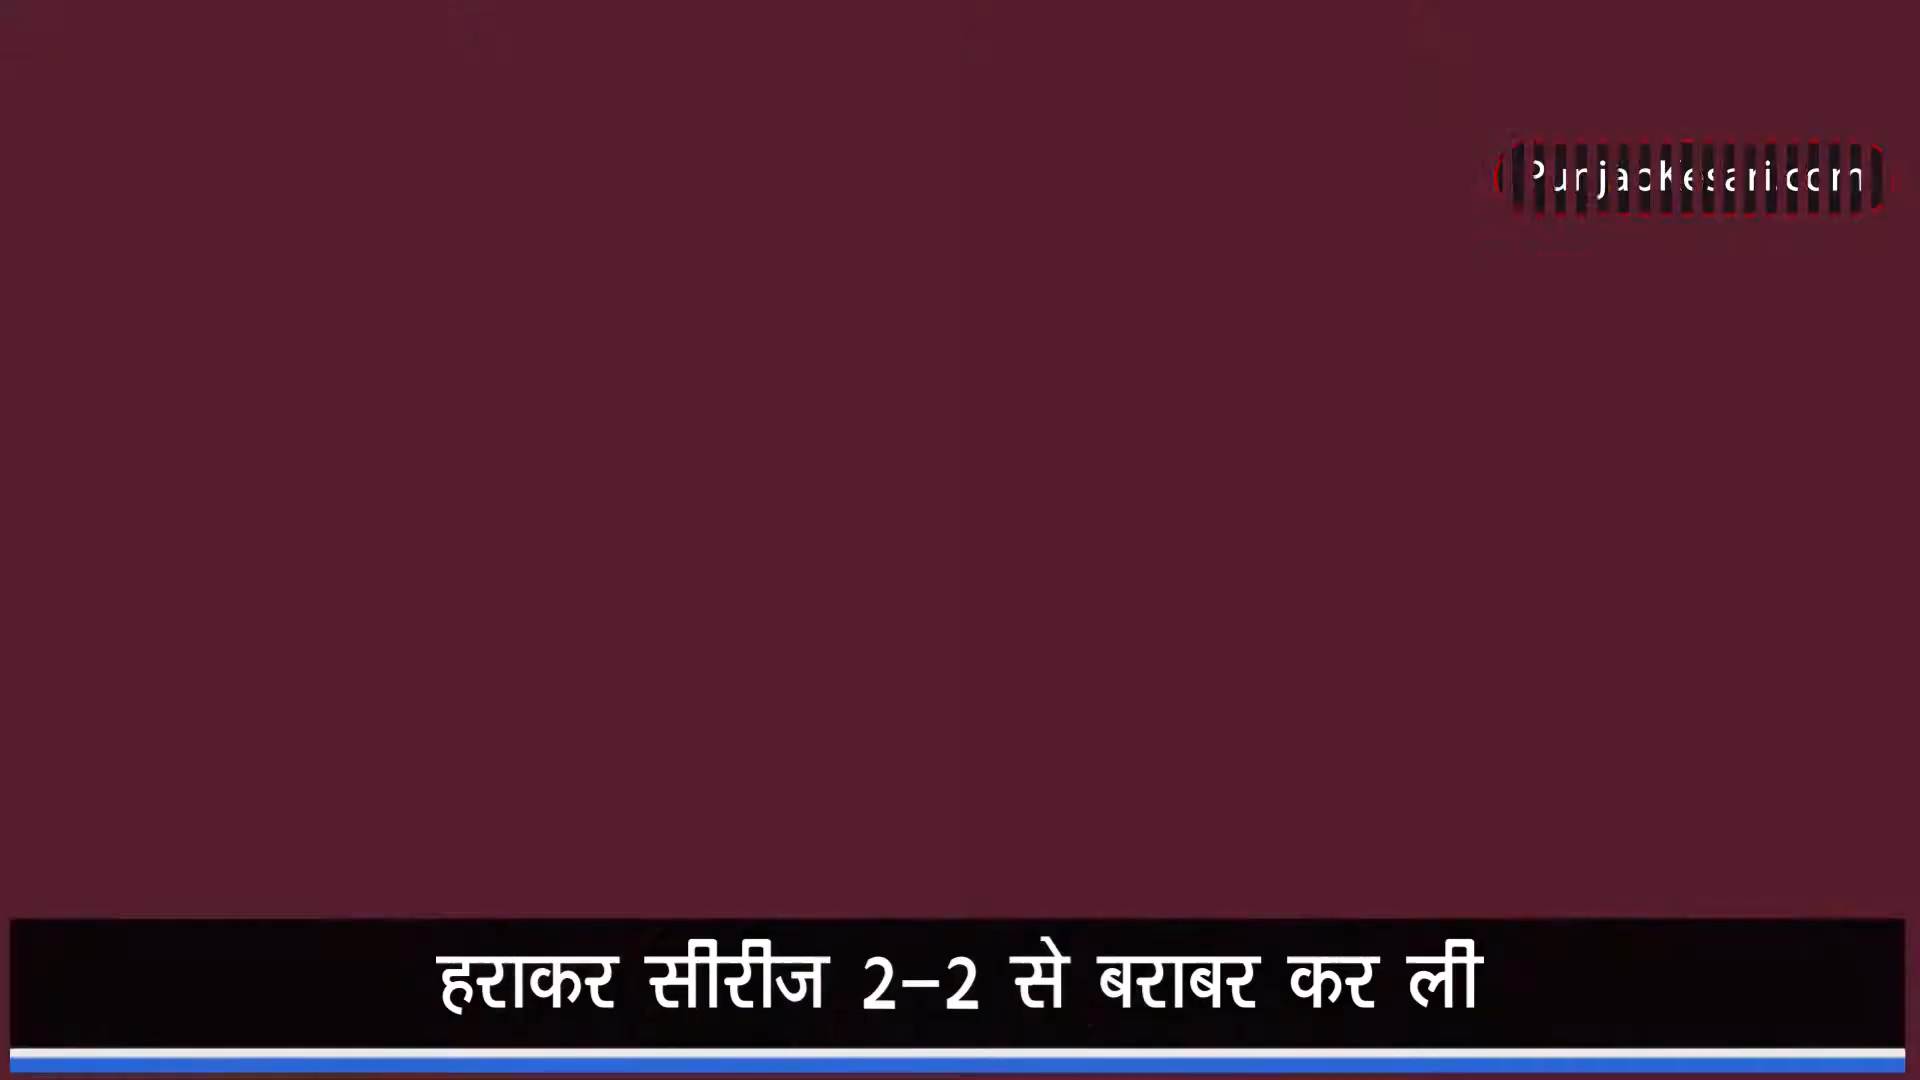 PunjabKesari.com
हराकर सीरीज 2-2 से बराबर कर ली